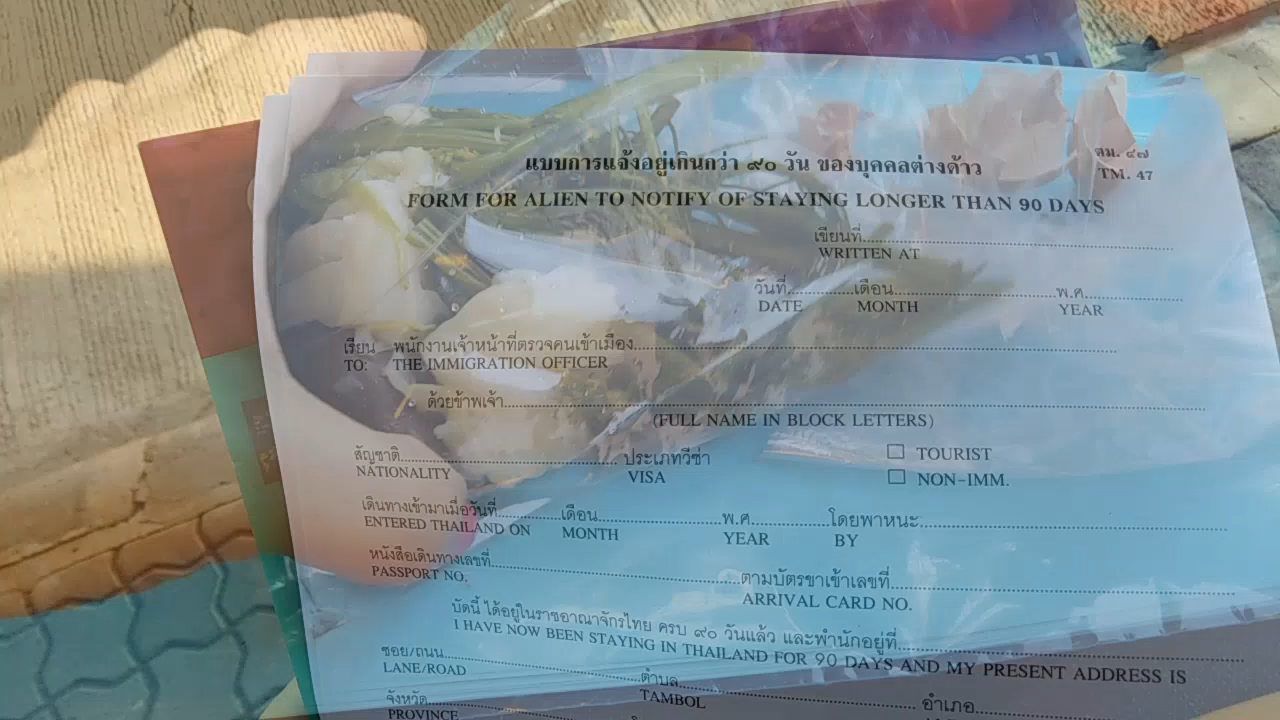 แบบการแจ้งอยู่เกินกว่า ๙๐ วัน ของบุคคลต่างด้าว
ตม. ๔๗
TM. 47
FORM FOR ALIEN TO NOTIFY OF STAYING LONGER THAN 90 DAYS
เขียนที่
WRITTEN AT
วันที่ เดือน พ.ศ.
DATE MONTH YEAR
เรียน พนักงานเจ้าหน้าที่ตรวจคนเข้าเมือง
TO: THE IMMIGRATION OFFICER
ด้วยข้าพเจ้า
(FULL NAME IN BLOCK LETTERS)
สัญชาติ ประเภทวีซ่า ☐ TOURIST
NATIONALITY VISA ☐ NON-IMM.
เดินทางเข้ามาเมื่อวันที่ เดือน พ.ศ. โดยพาหนะ
ENTERED THAILAND ON MONTH YEAR BY
หนังสือเดินทางเลขที่ ตามบัตรขาเข้าเลขที่
PASSPORT NO. ARRIVAL CARD NO.
บัดนี้ ได้อยู่ในราชอาณาจักรไทย ครบ ๙๐ วันแล้ว และพำนักอยู่ที่
I HAVE NOW BEEN STAYING IN THAILAND FOR 90 DAYS AND MY PRESENT ADDRESS IS
ซอย/ถนน ตำบล อำเภอ
LANE/ROAD TAMBOL
จังหวัด
PROVINCE